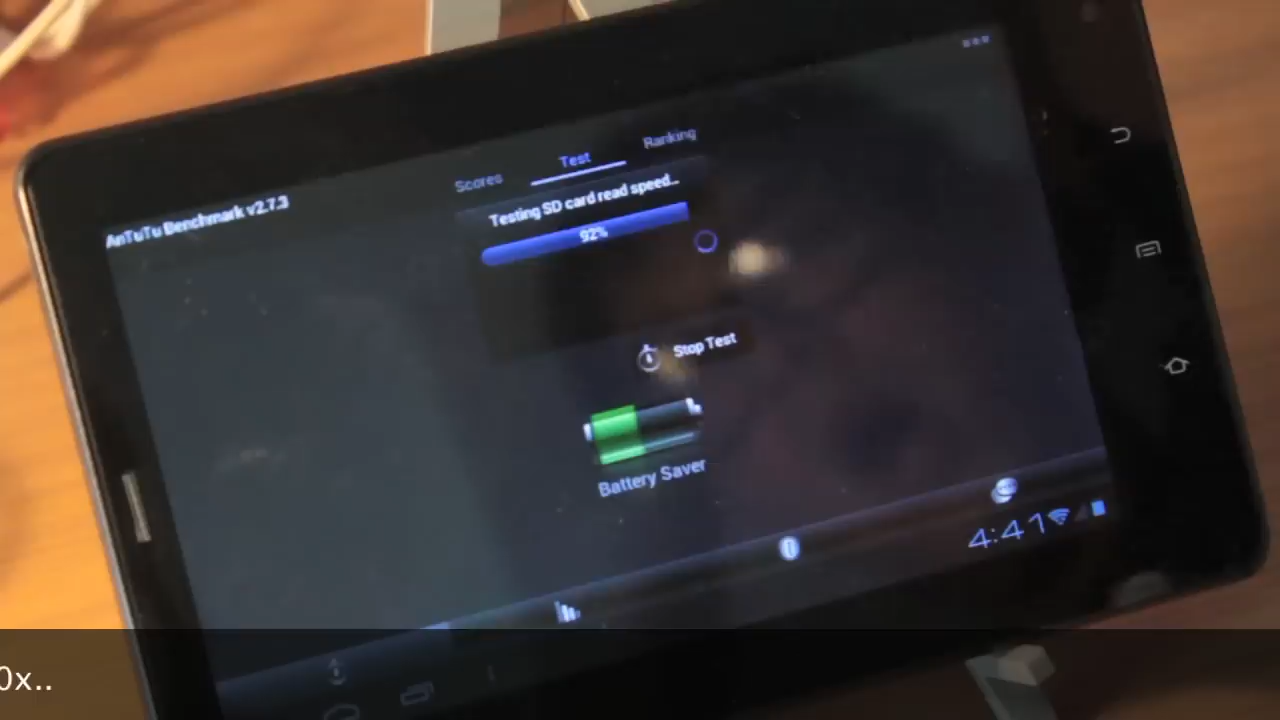 AnTuTu Benchmark v2.7.3
Scores
Test
Ranking
Testing SD card read speed...
92%
Stop Test
Battery Saver
4:41
0x..